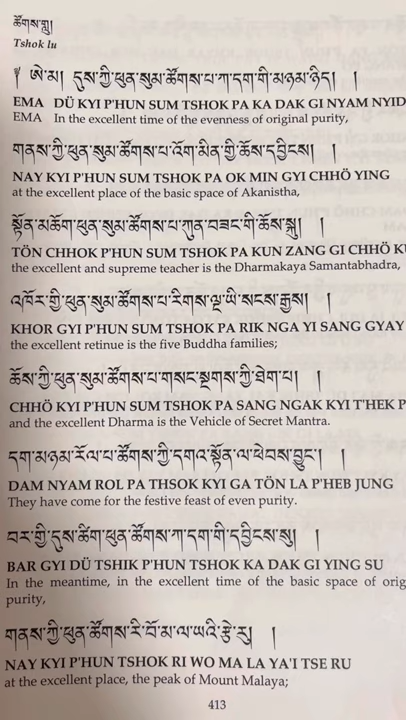 ཚོགས་གླུ།
Tshok lu
ཨེ་མ། དུས་ཀྱི་ཕུན་སུམ་ཚོགས་པ་ཀ་དག་གི་མཉམ་ཉིད། །
EMA DÜ KYI P'HUN SUM TSHOK PA KA DAK GI NYAM NYID
EMA In the excellent time of the evenness of original purity,
གནས་ཀྱི་ཕུན་སུམ་ཚོགས་པ་འོག་མིན་གྱི་ཆོས་དབྱིངས། །
NAY KYI P'HUN SUM TSHOK PA OK MIN GYI CHHÖ YING
at the excellent place of the basic space of Akanistha,
སྟོན་མཆོག་ཕུན་སུམ་ཚོགས་པ་ཀུན་བཟང་གི་ཆོས་སྐུ། །
TÖN CHHOK P'HUN SUM TSHOK PA KUN ZANG GI CHHÖ KU
the excellent and supreme teacher is the Dharmakaya Samantabhadra,
འཁོར་གྱི་ཕུན་སུམ་ཚོགས་པ་རིགས་ལྔ་ཡི་སངས་རྒྱས། །
KHOR GYI P'HUN SUM TSHOK PA RIK NGA YI SANG GYAY
the excellent retinue is the five Buddha families;
ཆོས་ཀྱི་ཕུན་སུམ་ཚོགས་པ་གསང་སྔགས་ཀྱི་ཐེག་པ། །
CHHÖ KYI P'HUN SUM TSHOK PA SANG NGAK KYI T'HEK P
and the excellent Dharma is the Vehicle of Secret Mantra.
དག་མཉམ་རོལ་པ་ཚོགས་ཀྱི་དགའ་སྟོན་ལ་ཕེབས་བྱུང་། །
DAM NYAM ROL PA THSOK KYI GA TÖN LA P'HEB JUNG
They have come for the festive feast of even purity.
བར་གྱི་དུས་ཚིག་ཕུན་ཚོགས་ཀ་དག་གི་དབྱིངས་སུ། །
BAR GYI DÜ TSHIK P'HUN TSHOK KA DAK GI YING SU
In the meantime, in the excellent time of the basic space of orig
purity,
གནས་ཀྱི་ཕུན་ཚོགས་རི་བོ་མ་ལ་ཡའི་རྩེ་རུ། །
NAY KYI P'HUN TSHOK RI WO MA LA YA'I TSE RU
at the excellent place, the peak of Mount Malaya;
413